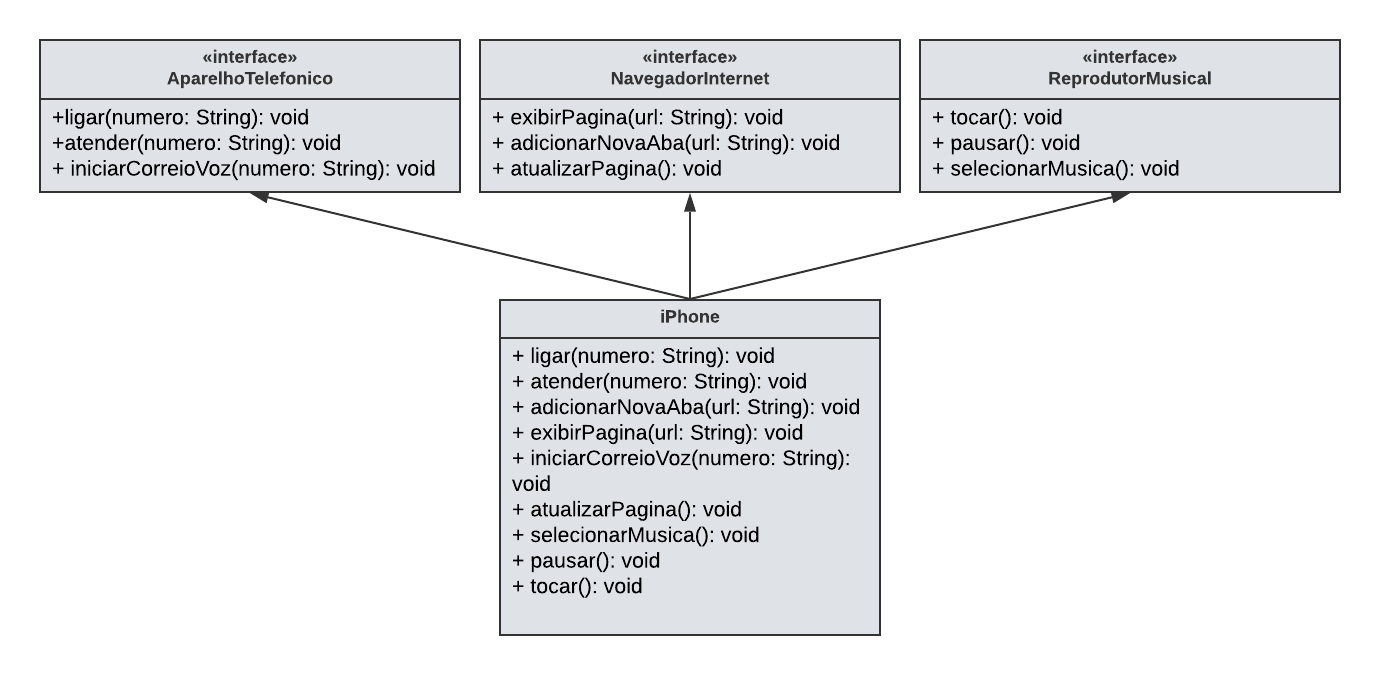 «interface»
AparelhoTelefonico
+ligar(numero: String): void
+atender(numero: String): void
+ iniciarCorreioVoz(numero: String): void
«interface»
NavegadorInternet
+ exibirPagina(url: String): void
+ adicionarNovaAba(url: String): void
+ atualizarPagina(): void
«interface»
ReprodutorMusical
+ tocar(): void
+ pausar(): void
+ selecionarMusica(): void
iPhone
+ ligar(numero: String): void
+ atender(numero: String): void
+ adicionarNovaAba(url: String): void
+ exibirPagina(url: String): void
+ iniciarCorreioVoz(numero: String):
void
+ atualizarPagina(): void
+ selecionarMusica(): void
+ pausar(): void
+ tocar(): void